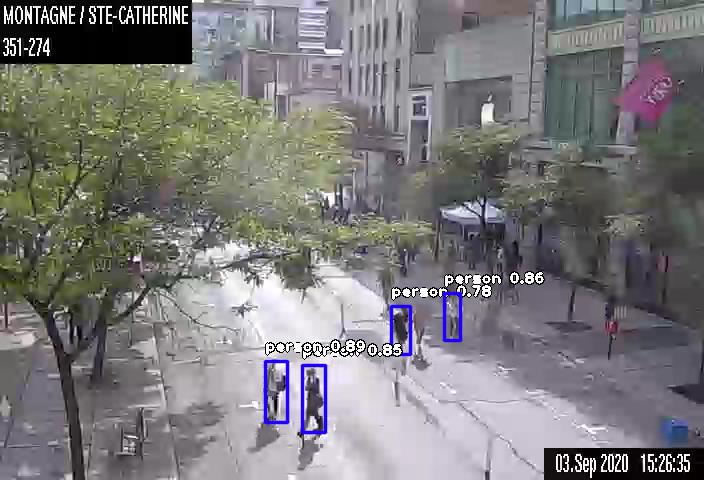 MONTAGNE / STE-CATHERINE
351-274
person 0.86
person 0.78
person 0.89
person 0.85
03.Sep 2020 15:26:35